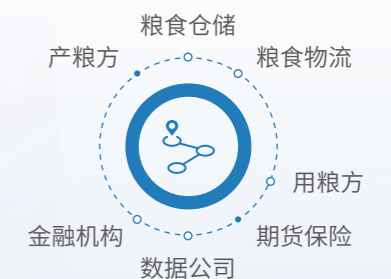 粮食仓储
产粮方
粮食物流
用粮方
金融机构
期货保险
数据公司